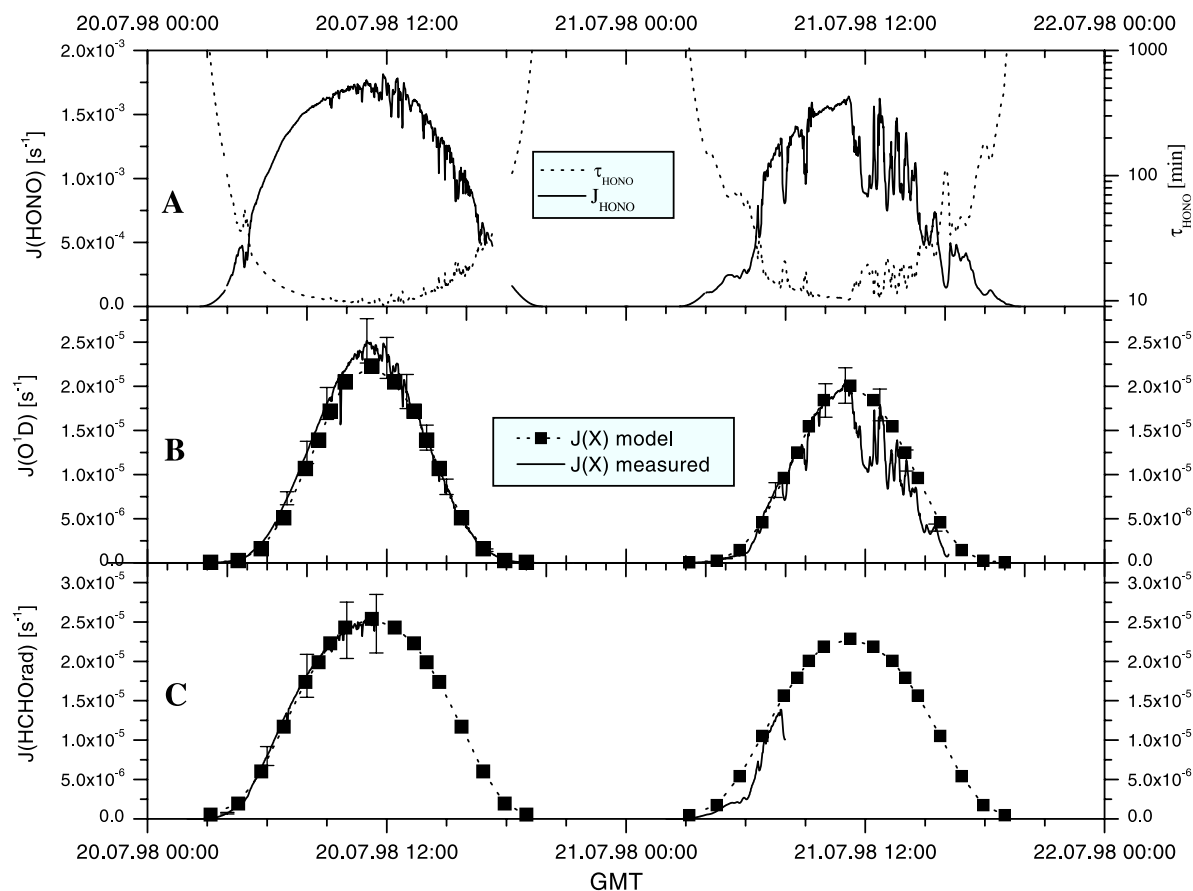 20.07.98 00:00 20.07.98 12:00 21.07.98 00:00 21.07.98 12:00 22.07.98 00:00
A
J(HONO) [s⁻¹]
2.0x10⁻³
1.5x10⁻³
1.0x10⁻³
5.0x10⁻⁴
0.0
τHONO
JHONO
1000
100
10
τHONO [min]
B
J(O¹D) [s⁻¹]
2.5x10⁻⁵
2.0x10⁻⁵
1.5x10⁻⁵
1.0x10⁻⁵
5.0x10⁻⁶
0.0
J(X) model
J(X) measured
2.5x10⁻⁵
2.0x10⁻⁵
1.5x10⁻⁵
1.0x10⁻⁵
5.0x10⁻⁶
0.0
C
J(HCHOrad) [s⁻¹]
3.0x10⁻⁵
2.5x10⁻⁵
2.0x10⁻⁵
1.5x10⁻⁵
1.0x10⁻⁵
5.0x10⁻⁶
0.0
3.0x10⁻⁵
2.5x10⁻⁵
2.0x10⁻⁵
1.5x10⁻⁵
1.0x10⁻⁵
5.0x10⁻⁶
0.0
20.07.98 00:00 20.07.98 12:00 21.07.98 00:00 21.07.98 12:00 22.07.98 00:00
GMT